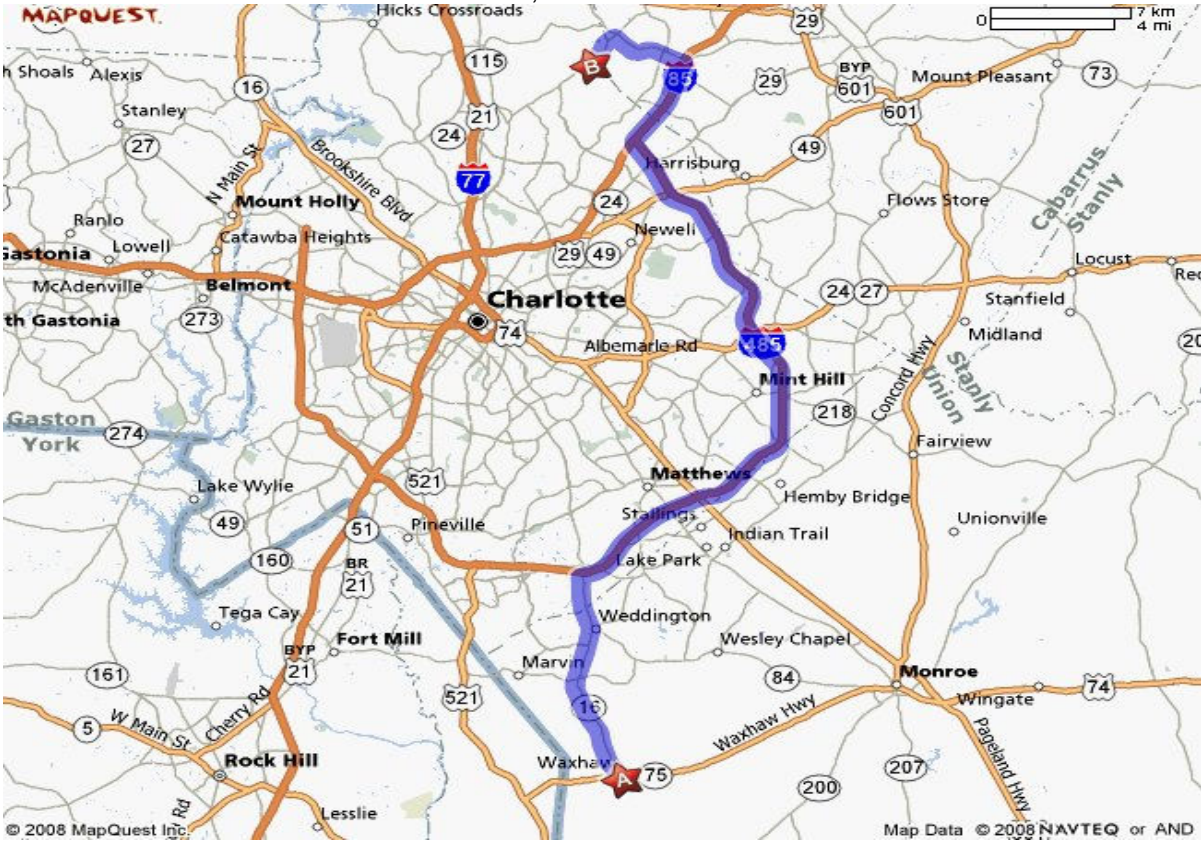 MAPQUEST.
Hicks Crossroads
0
7 km
4 mi
29
h Shoals
Alexis
16
115
B
85
29
BYP
601
Mount Pleasant
73
Stanley
27
N Main St
Brookshire Blvd
24
21
77
601
49
Harrisburg
Ranlo
Lowell
Mount Holly
Catawba Heights
24
Newell
29
49
Flows Store
Cabarrus
Stanly
Gastonia
McAdenville
Belmont
273
th Gastonia
Charlotte
74
24
27
Locust
Red
Stanfield
Midland
20
Albemarle Rd
485
Mint Hill
218
Concord Hwy
Stanly
Union
Gaston
York
274
Fairview
Lake Wylie
49
521
Matthews
Hemby Bridge
Stallings
Indian Trail
Unionville
51
Pineville
160
BR
21
Lake Park
Tega Cay
Weddington
Wesley Chapel
BYP
21
Fort Mill
Marvin
84
Monroe
161
Cherry Rd
521
16
Wingate
74
5
W Main St
Waxhaw Hwy
Pageland Hwy
Rock Hill
Waxhaw
A
75
207
200
Lesslie
Rd
© 2008 MapQuest Inc.
Map Data © 2008 NAVTEQ or AND